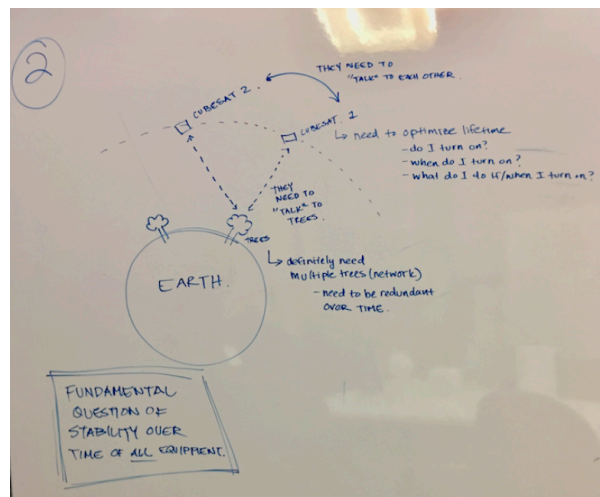 2
THEY NEED TO
"TALK" TO EACH OTHER.
CUBESAT 2.
CUBESAT 1
need to optimize lifetime
- do I turn on?
- when do I turn on?
- what do I do if/when I turn on?
THEY
NEED TO
"TALK" TO
TREES.
TREES
definitely need
multiple trees (network)
- need to be redundant
OVER TIME.
EARTH.
FUNDAMENTAL
QUESTION OF
STABILITY OVER
TIME OF ALL EQUIPMENT.